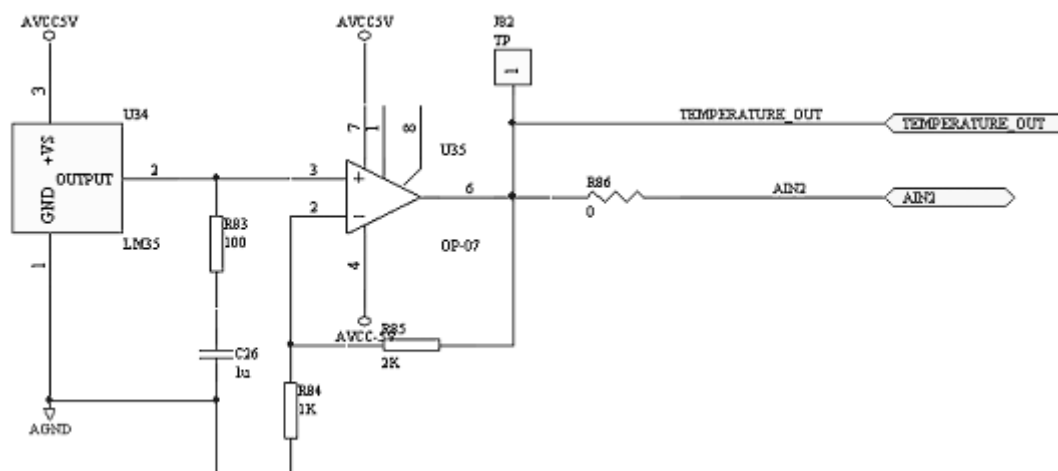 AVCC5V
AVCC5V
J82
TP
1
3
U34
7
1
8
TEMPERATURE_OUT
TEMPERATURE_OUT
+VS
U35
OUTPUT
2
3
+
6
R86
AIN2
AIN2
GND
2
−
0
R83
100
LM35
OP-07
1
4
AVCC-5V
R85
2K
C26
1u
R84
1K
AGND